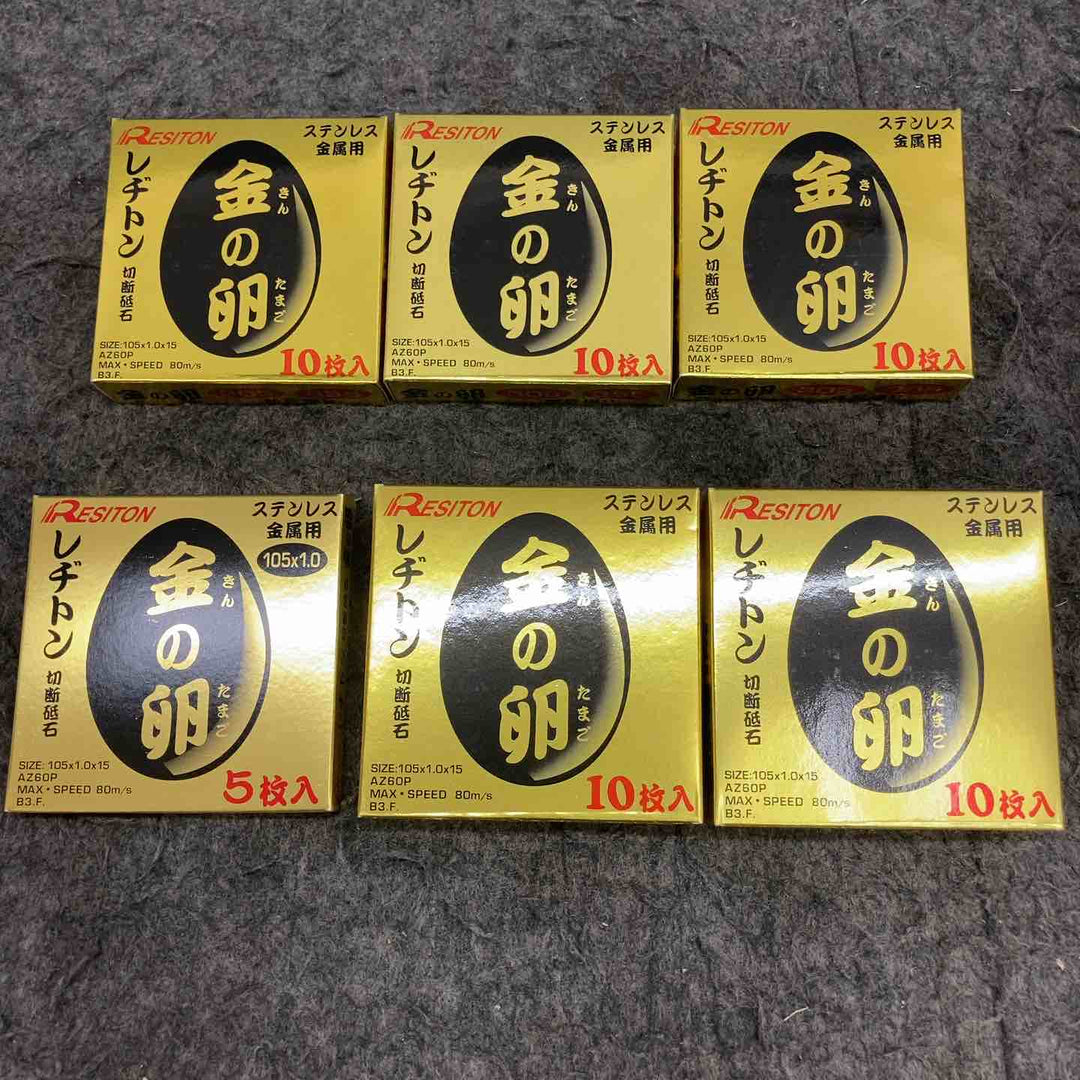 RESITON
ステンレス
金属用
レヂトン
切断砥石
金の卵
きん
たまご
SIZE:105x1.0x15
AZ60P
MAX・SPEED 80m/s
B3.F.
10枚入
金の卵
RESITON
ステンレス
金属用
レヂトン
切断砥石
金の卵
きん
たまご
SIZE:105x1.0x15
AZ60P
MAX・SPEED 80m/s
B3.F.
10枚入
金の卵
RESITON
ステンレス
金属用
レヂトン
切断砥石
金の卵
きん
たまご
SIZE:105x1.0x15
AZ60P
MAX・SPEED 80m/s
B3.F.
10枚入
金の卵
RESITON
ステンレス
金属用
105x1.0
レヂトン
切断砥石
金の卵
きん
たまご
SIZE:105x1.0x15
AZ60P
MAX・SPEED 80m/s
B3.F.
5枚入
RESITON
ステンレス
金属用
レヂトン
切断砥石
金の卵
きん
たまご
SIZE:105x1.0x15
AZ60P
MAX・SPEED 80m/s
B3.F.
10枚入
RESITON
ステンレス
金属用
レヂトン
切断砥石
金の卵
きん
たまご
SIZE:105x1.0x15
AZ60P
MAX・SPEED 80m/s
B3.F.
10枚入